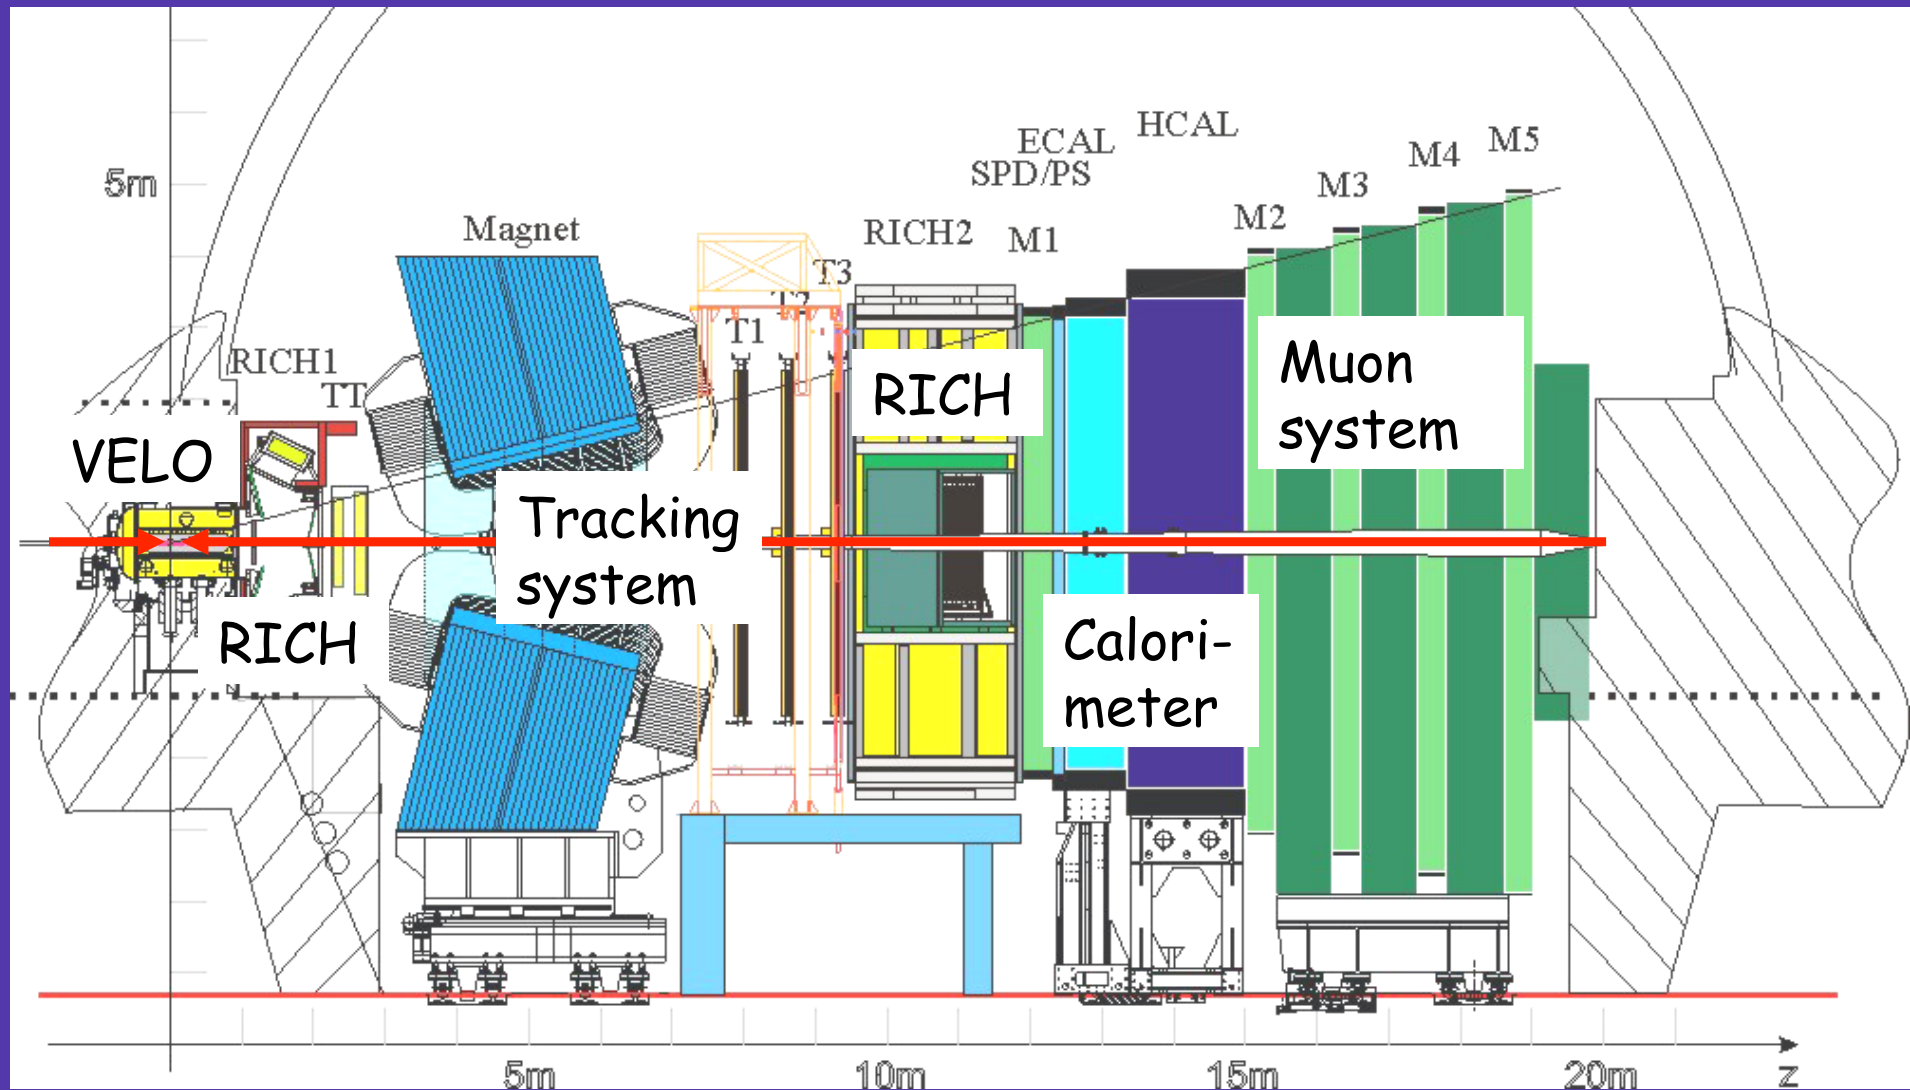 HCAL
ECAL
M5
M4
SPD/PS
5m
M3
M2
Magnet
RICH2
M1
T3
T2
T1
RICH1
TT
RICH
Muon
system
VELO
Tracking
system
RICH
Calori-
meter
5m
10m
15m
20m
z